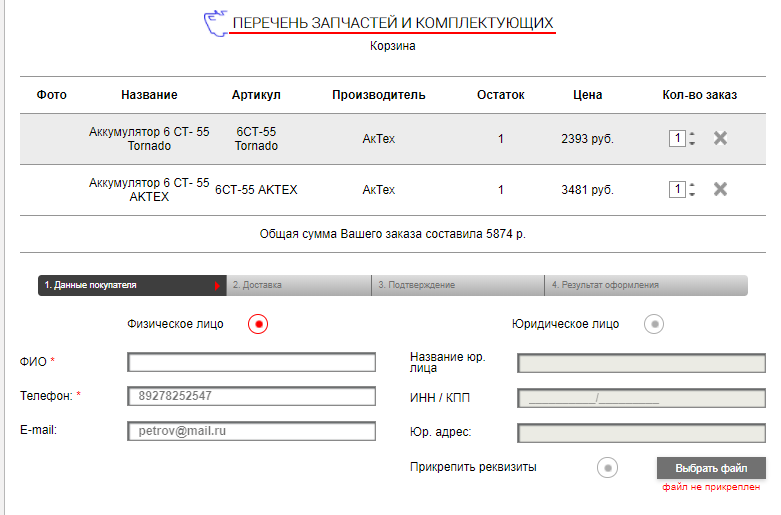 ПЕРЕЧЕНЬ ЗАПЧАСТЕЙ И КОМПЛЕКТУЮЩИХ
Корзина
Фото Название Артикул Производитель Остаток Цена Кол-во заказ
Аккумулятор 6 СТ- 55 Tornado 6СТ-55 Tornado АкТех 1 2393 руб. 1
Аккумулятор 6 СТ- 55 АКТЕХ 6СТ-55 АКТЕХ АкТех 1 3481 руб. 1
Общая сумма Вашего заказа составила 5874 р.
1. Данные покупателя 2. Доставка 3. Подтверждение 4. Результат оформления
Физическое лицо Юридическое лицо
ФИО * Название юр. лица
Телефон: * 89278252547 ИНН / КПП __________/__________
E-mail: petrov@mail.ru Юр. адрес:
Прикрепить реквизиты Выбрать файл
файл не прикреплен